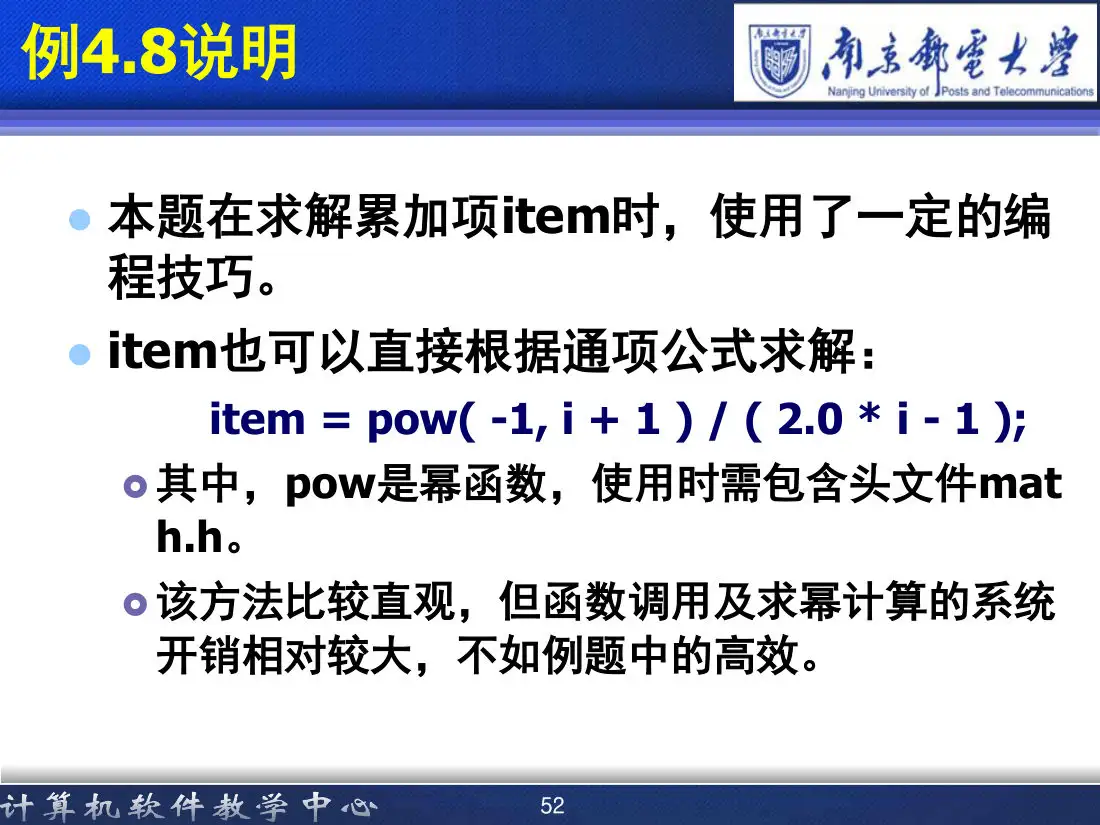 例4.8说明
南京邮电大学
Nanjing University of Posts and Telecommunications
本题在求解累加项item时，使用了一定的编
程技巧。
item也可以直接根据通项公式求解：
item = pow( -1, i + 1 ) / ( 2.0 * i - 1 );
其中，pow是幂函数，使用时需包含头文件mat
h.h。
该方法比较直观，但函数调用及求幂计算的系统
开销相对较大，不如例题中的高效。
计算机软件教学中心
52